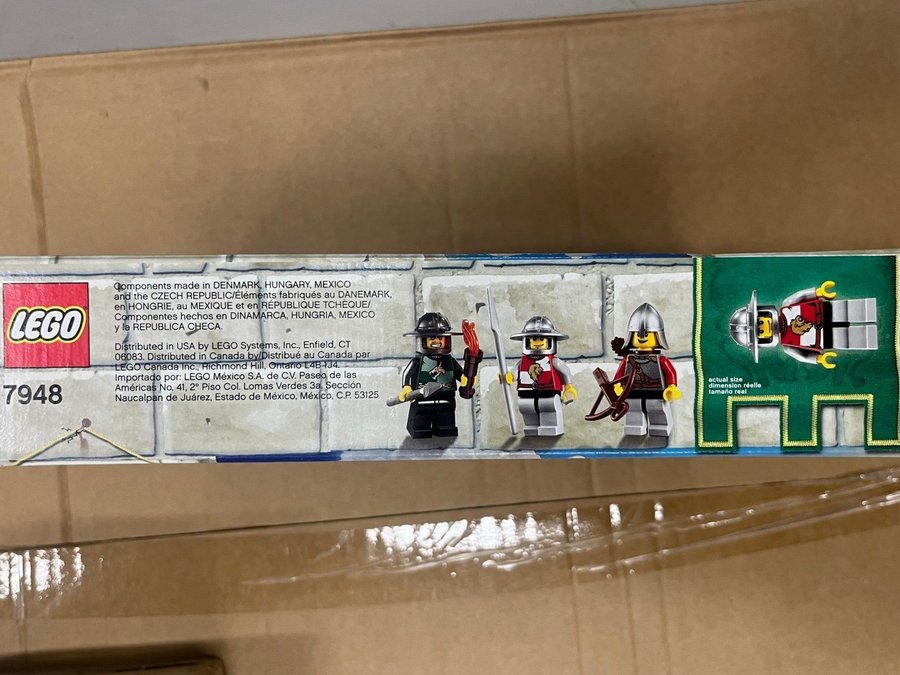 LEGO
7948
Components made in DENMARK, HUNGARY, MEXICO
and the CZECH REPUBLIC/Éléments fabriqués au DANEMARK,
en HONGRIE, au MEXIQUE et en RÉPUBLIQUE TCHÈQUE/
Componentes hechos en DINAMARCA, HUNGRIA, MEXICO
y la REPUBLICA CHECA.
Distributed in USA by LEGO Systems, Inc., Enfield, CT
06083. Distributed in Canada by/Distribué au Canada par
LEGO Canada Inc., Richmond Hill, Ontario L4B 1J4.
Importado por: LEGO México S.A. de C.V. Paseo de las
Américas No. 41, 2° Piso Col. Lomas Verdes 3a. Sección
Naucalpan de Juárez, Estado de México, México, C.P. 53125
actual size
dimension réelle
tamaño real